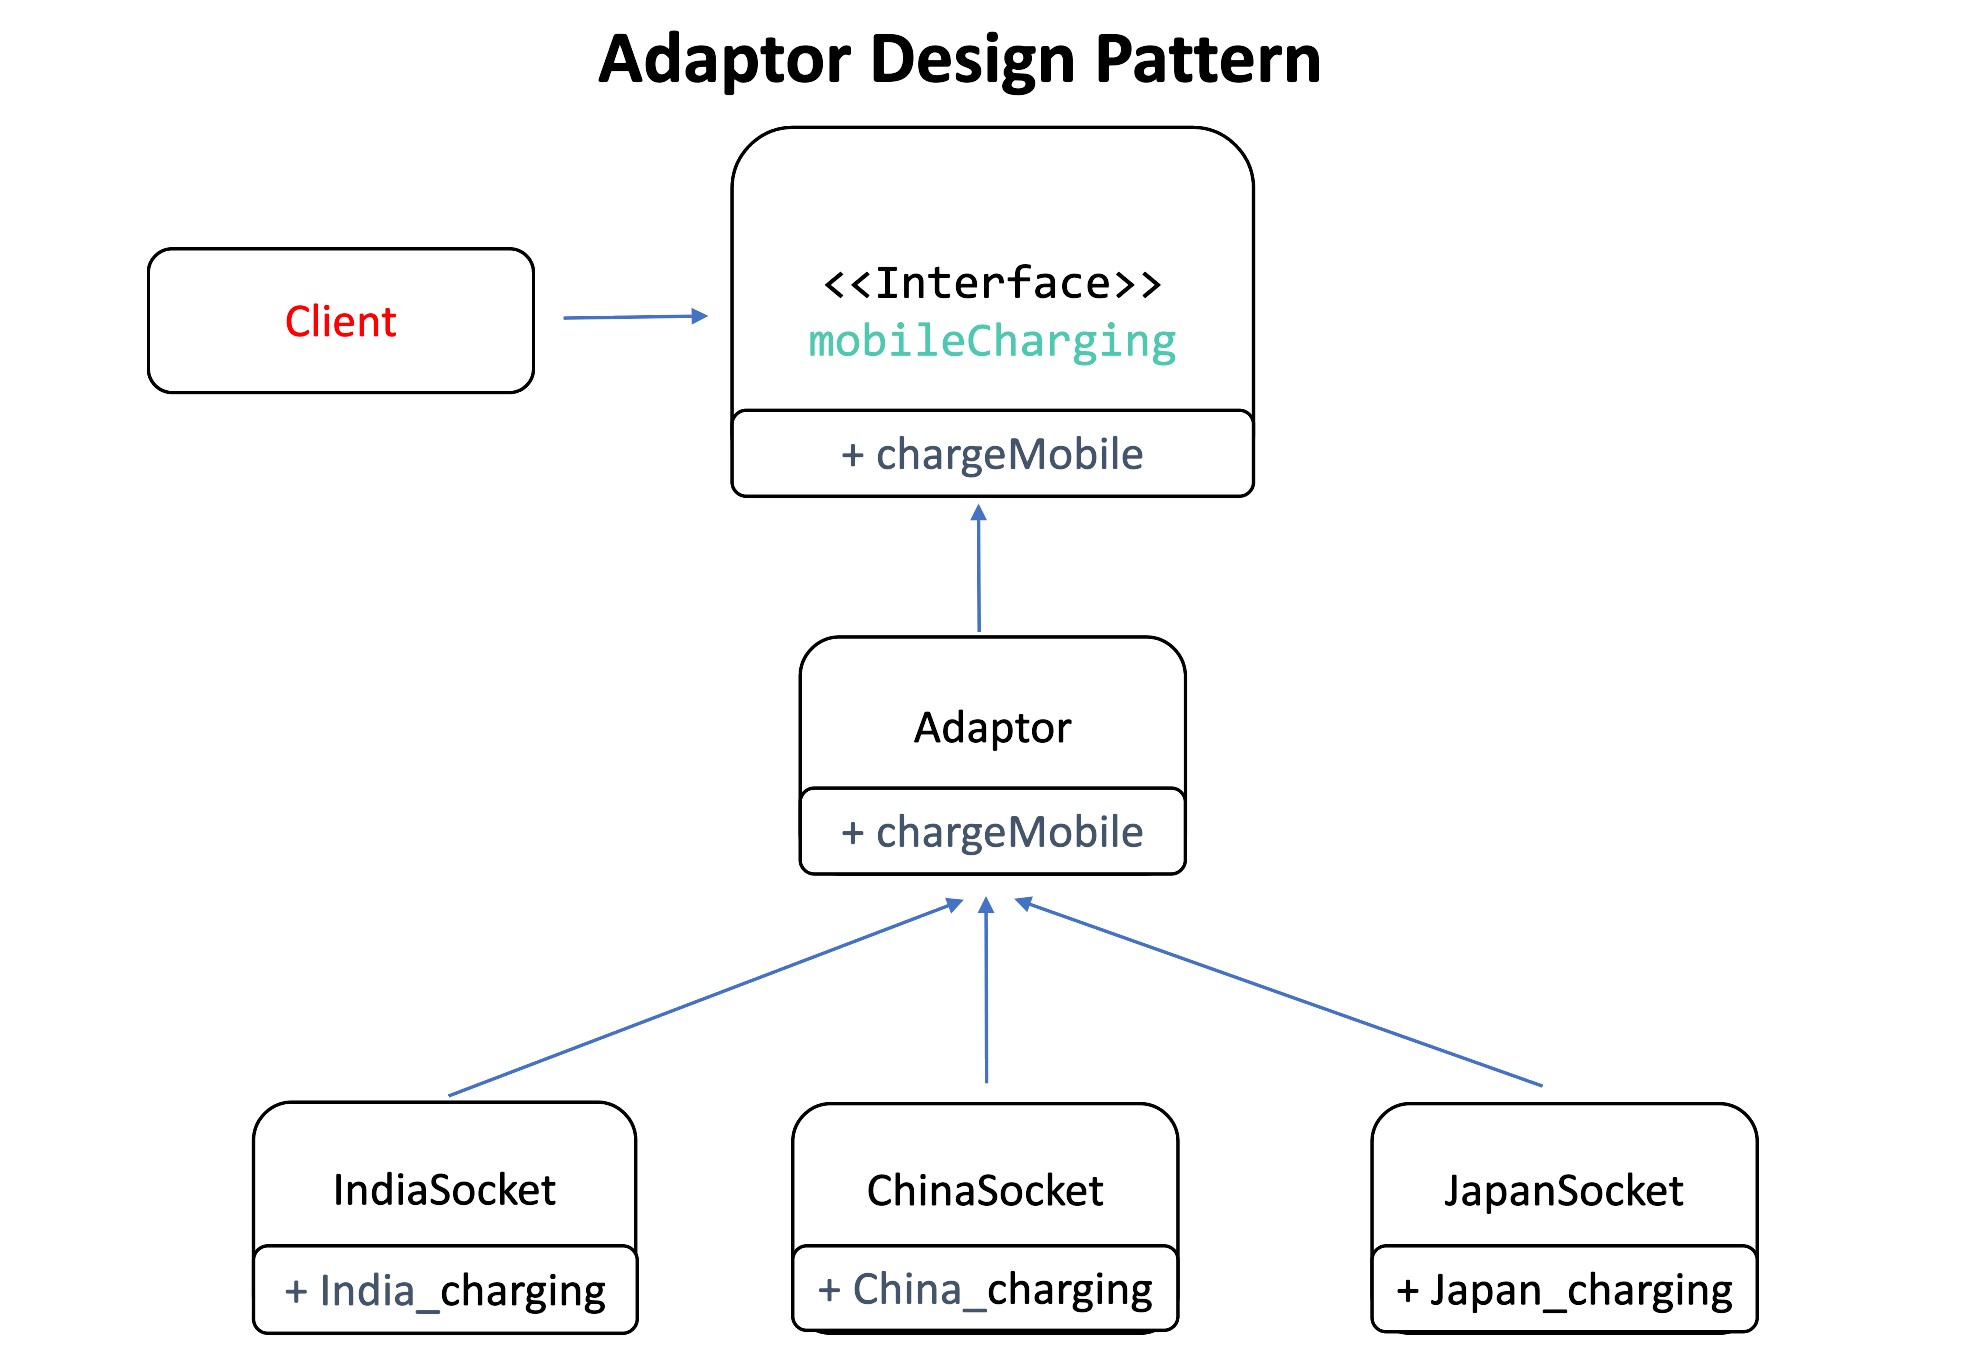 Adaptor Design Pattern
Client
<<Interface>>
mobileCharging
+ chargeMobile
Adaptor
+ chargeMobile
IndiaSocket
+ India_charging
ChinaSocket
+ China_charging
JapanSocket
+ Japan_charging